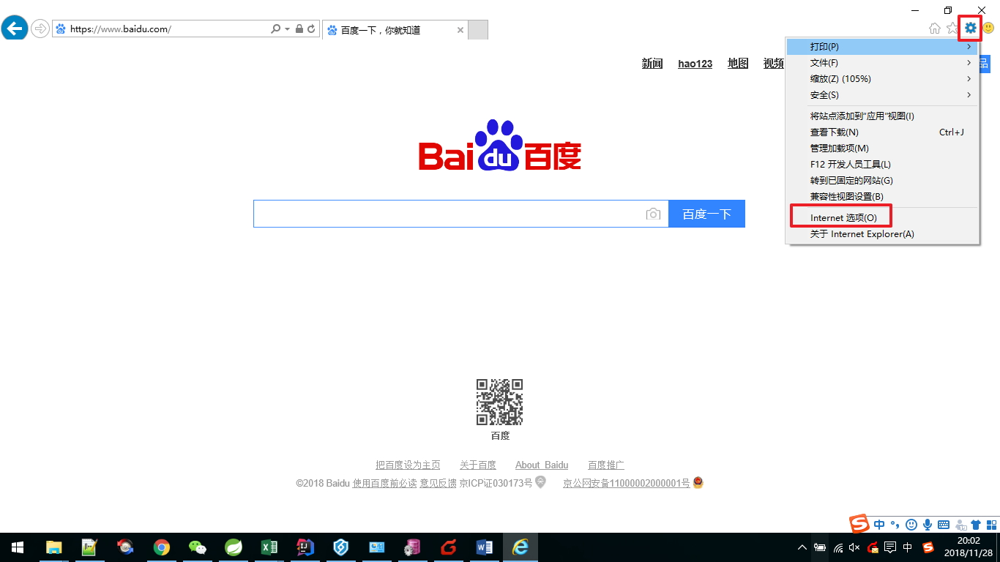 https://www.baidu.com/
百度一下，你就知道
新闻 hao123 地图 视频
品
打印(P)
文件(F)
缩放(Z) (105%)
安全(S)
将站点添加到“应用”视图(I)
查看下载(N) Ctrl+J
管理加载项(M)
F12 开发人员工具(L)
转到已固定的网站(G)
兼容性视图设置(B)
Internet 选项(O)
关于 Internet Explorer(A)
Bai du 百度
百度一下
百度
把百度设为主页 关于百度 About Baidu 百度推广
©2018 Baidu 使用百度前必读 意见反馈 京ICP证030173号 京公网安备11000002000001号
S 中
中 S
20:02
2018/11/28